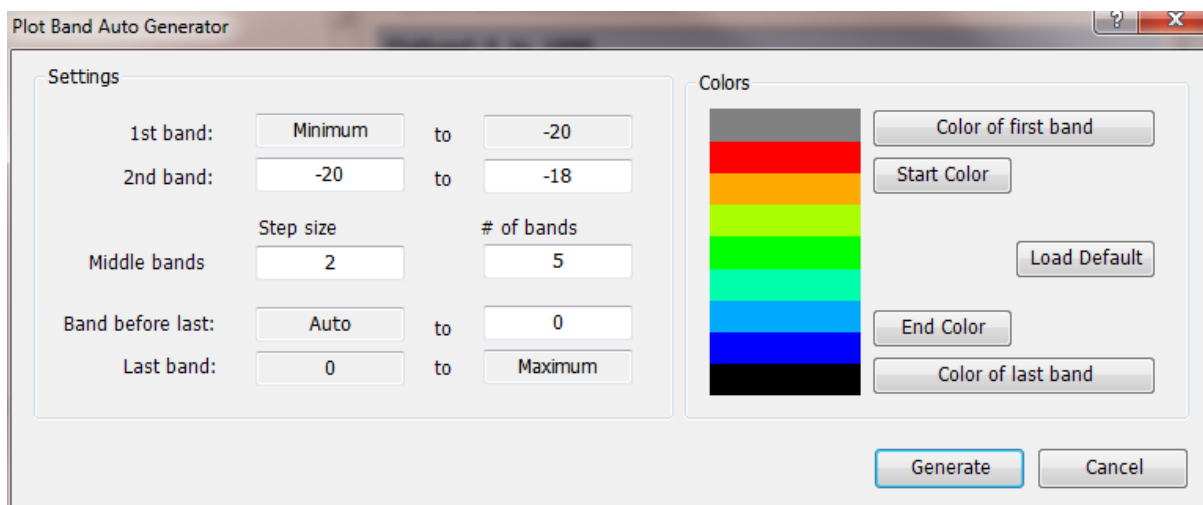 Plot Band Auto Generator
?
X
Settings
1st band: Minimum to -20
2nd band: -20 to -18
Step size # of bands
Middle bands 2 5
Band before last: Auto to 0
Last band: 0 to Maximum
Colors
Color of first band
Start Color
Load Default
End Color
Color of last band
Generate Cancel